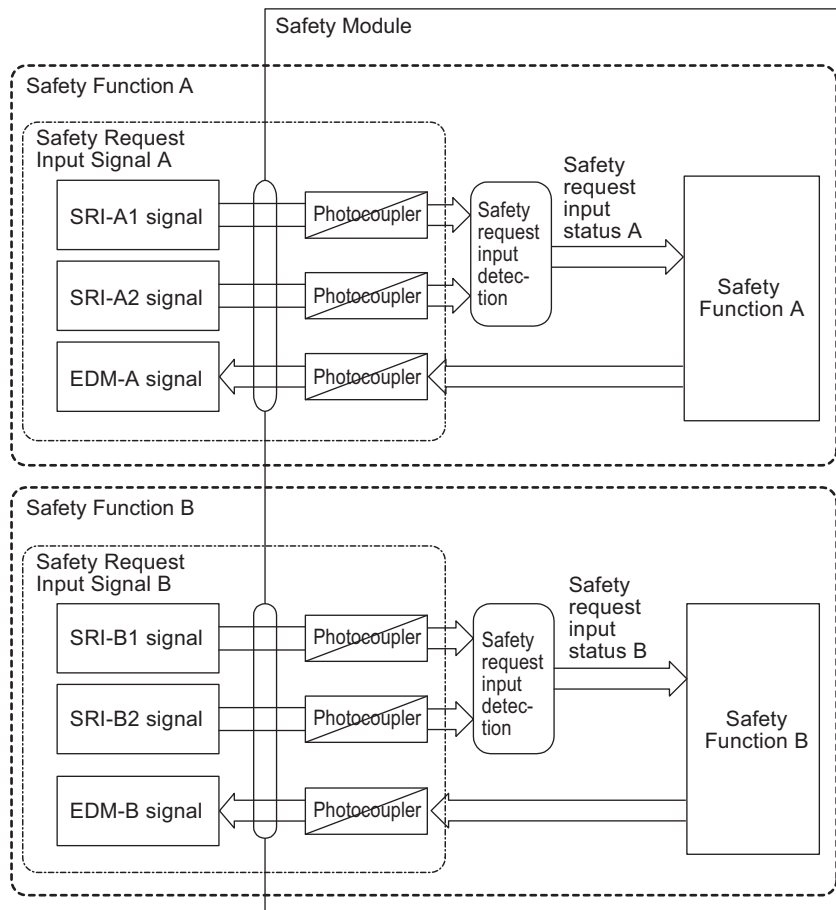 Safety Module
Safety Function A
Safety Request
Input Signal A
SRI-A1 signal
Photocoupler
SRI-A2 signal
Photocoupler
EDM-A signal
Photocoupler
Safety
request
input
detec-
tion
Safety
request
input
status A
Safety
Function A
Safety Function B
Safety Request
Input Signal B
SRI-B1 signal
Photocoupler
SRI-B2 signal
Photocoupler
EDM-B signal
Photocoupler
Safety
request
input
detec-
tion
Safety
request
input
status B
Safety
Function B